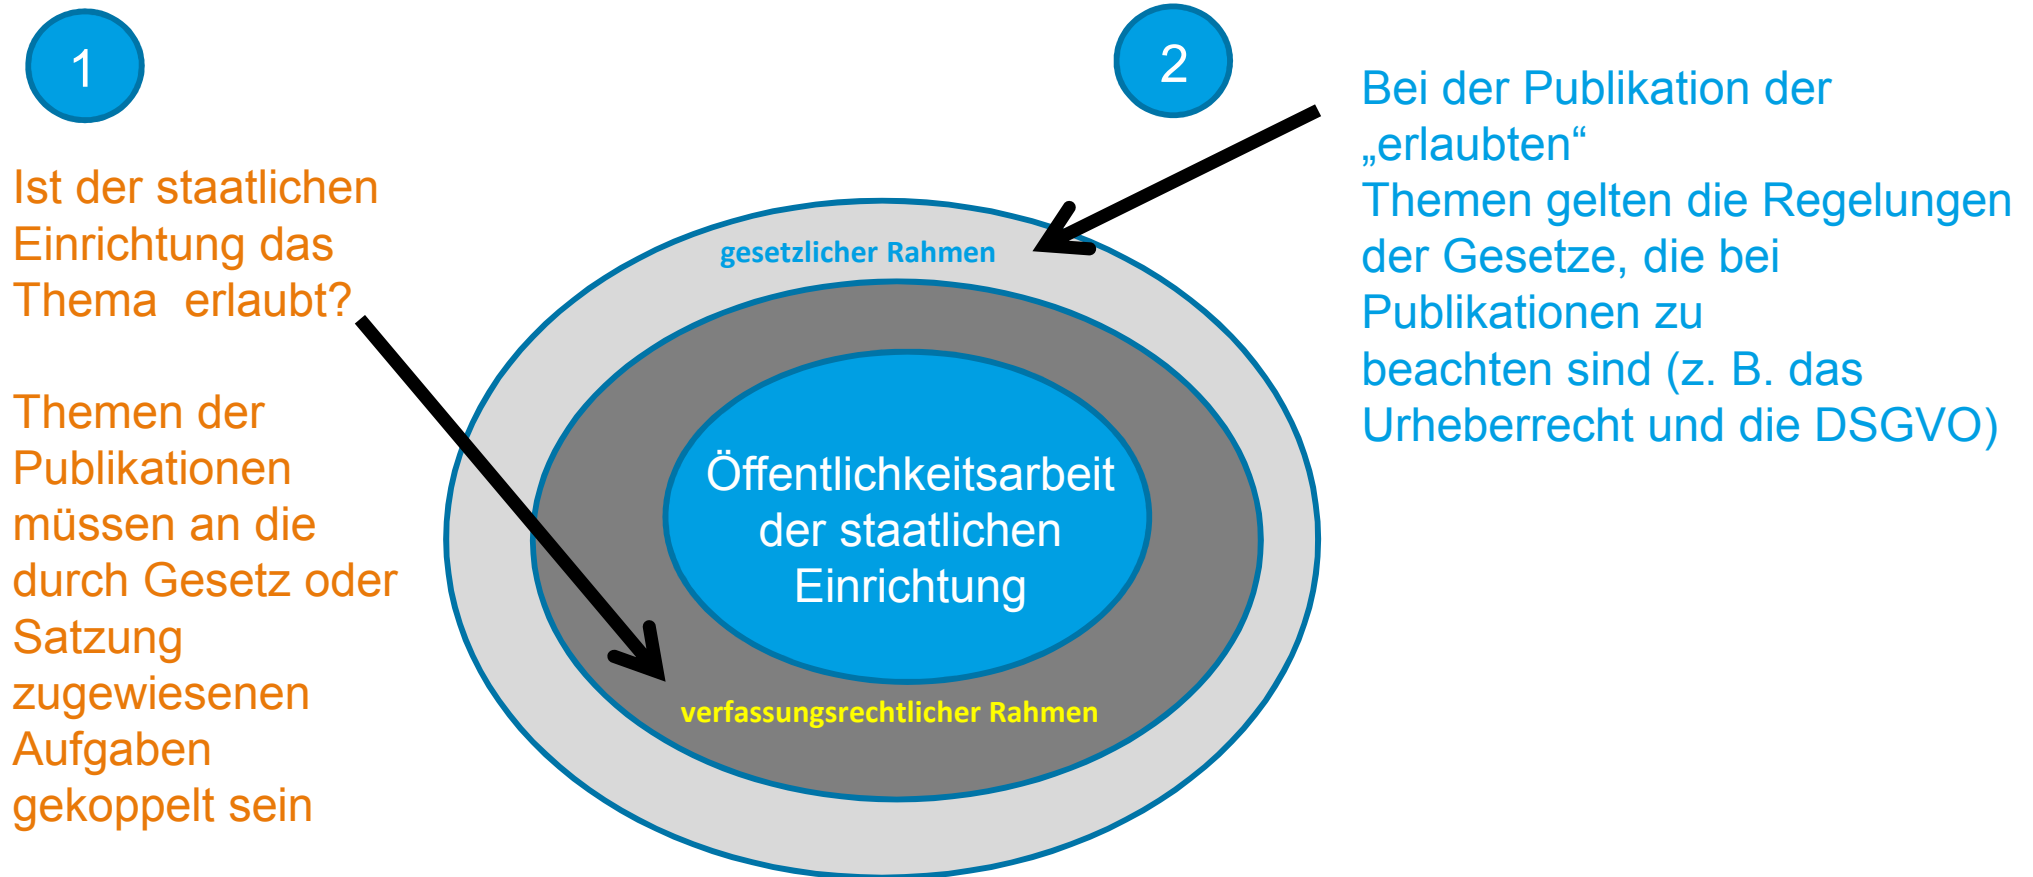 1
Ist der staatlichen
Einrichtung das
Thema erlaubt?
Themen der
Publikationen
müssen an die
durch Gesetz oder
Satzung
zugewiesenen
Aufgaben
gekoppelt sein
2
Bei der Publikation der
„erlaubten“
Themen gelten die Regelungen
der Gesetze, die bei
Publikationen zu
beachten sind (z. B. das
Urheberrecht und die DSGVO)
gesetzlicher Rahmen
Öffentlichkeitsarbeit
der staatlichen
Einrichtung
verfassungsrechtlicher Rahmen